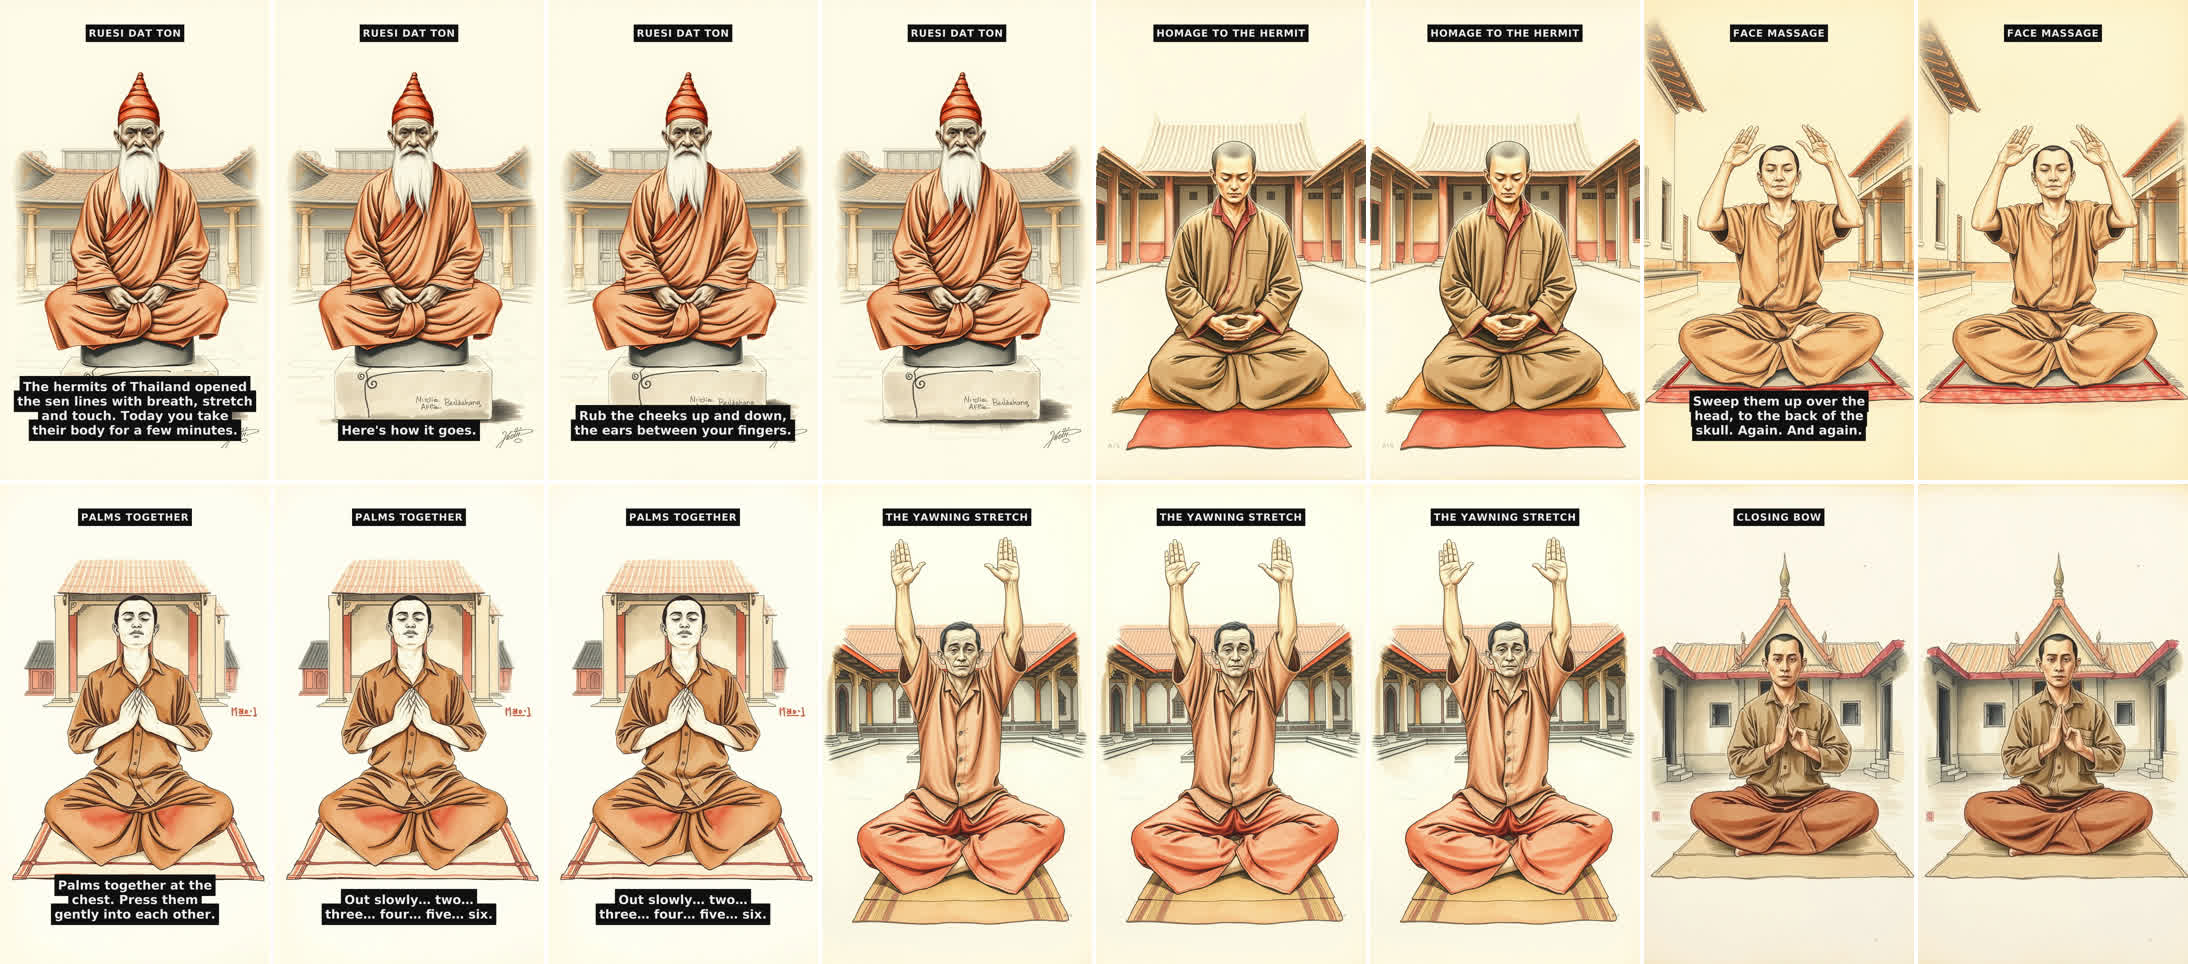 RUESI DAT TON
The hermits of Thailand opened
the sen lines with breath, stretch
and touch. Today you take
their body for a few minutes.
RUESI DAT TON
Here's how it goes.
RUESI DAT TON
Rub the cheeks up and down,
the ears between your fingers.
RUESI DAT TON
HOMAGE TO THE HERMIT
HOMAGE TO THE HERMIT
FACE MASSAGE
Sweep them up over the
head, to the back of the
skull. Again. And again.
FACE MASSAGE
PALMS TOGETHER
Palms together at the
chest. Press them
gently into each other.
PALMS TOGETHER
Out slowly... two...
three... four... five... six.
PALMS TOGETHER
Out slowly... two...
three... four... five... six.
THE YAWNING STRETCH
THE YAWNING STRETCH
THE YAWNING STRETCH
CLOSING BOW